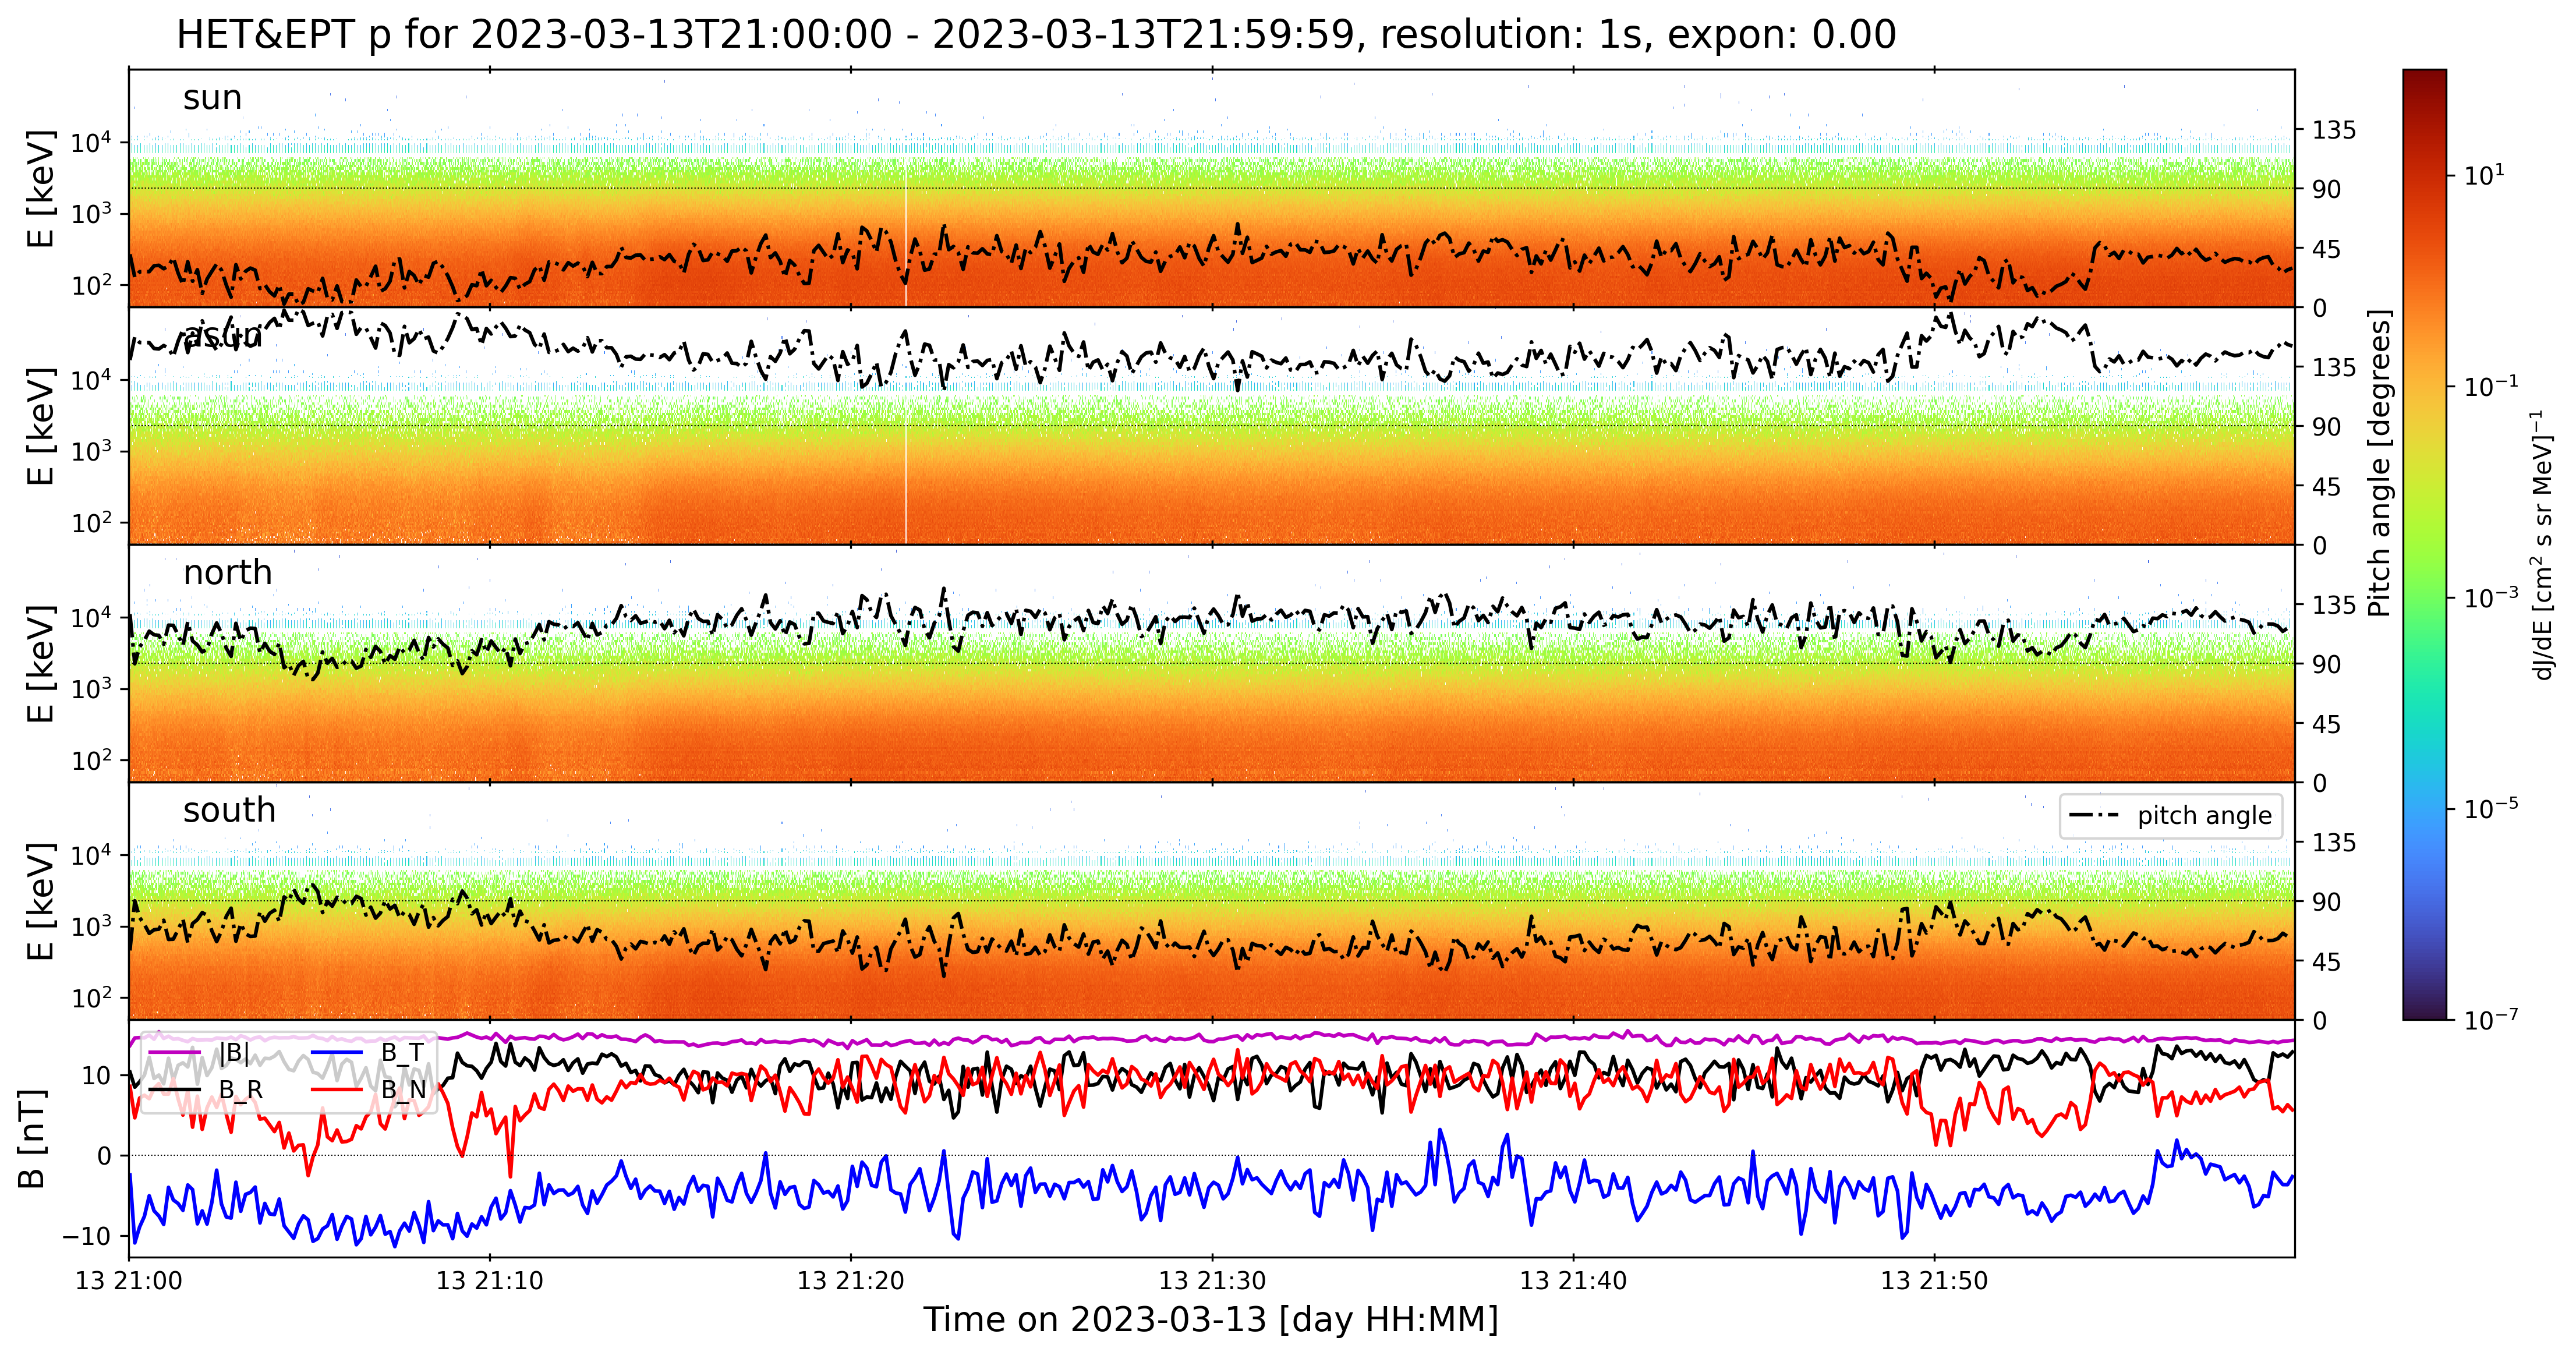 HET&EPT p for 2023-03-13T21:00:00 - 2023-03-13T21:59:59, resolution: 1s, expon: 0.00
sun
E [keV]
10⁴
10³
10²
135
90
45
0
asun
E [keV]
10⁴
10³
10²
135
90
45
0
north
E [keV]
10⁴
10³
10²
135
90
45
0
south
E [keV]
10⁴
10³
10²
pitch angle
135
90
45
0
Pitch angle [degrees]
10¹
10⁻¹
10⁻³
10⁻⁵
10⁻⁷
dJ/dE [cm² s sr MeV]⁻¹
B [nT]
10
0
−10
|B|
B_R
B_T
B_N
13 21:00
13 21:10
13 21:20
13 21:30
13 21:40
13 21:50
Time on 2023-03-13 [day HH:MM]